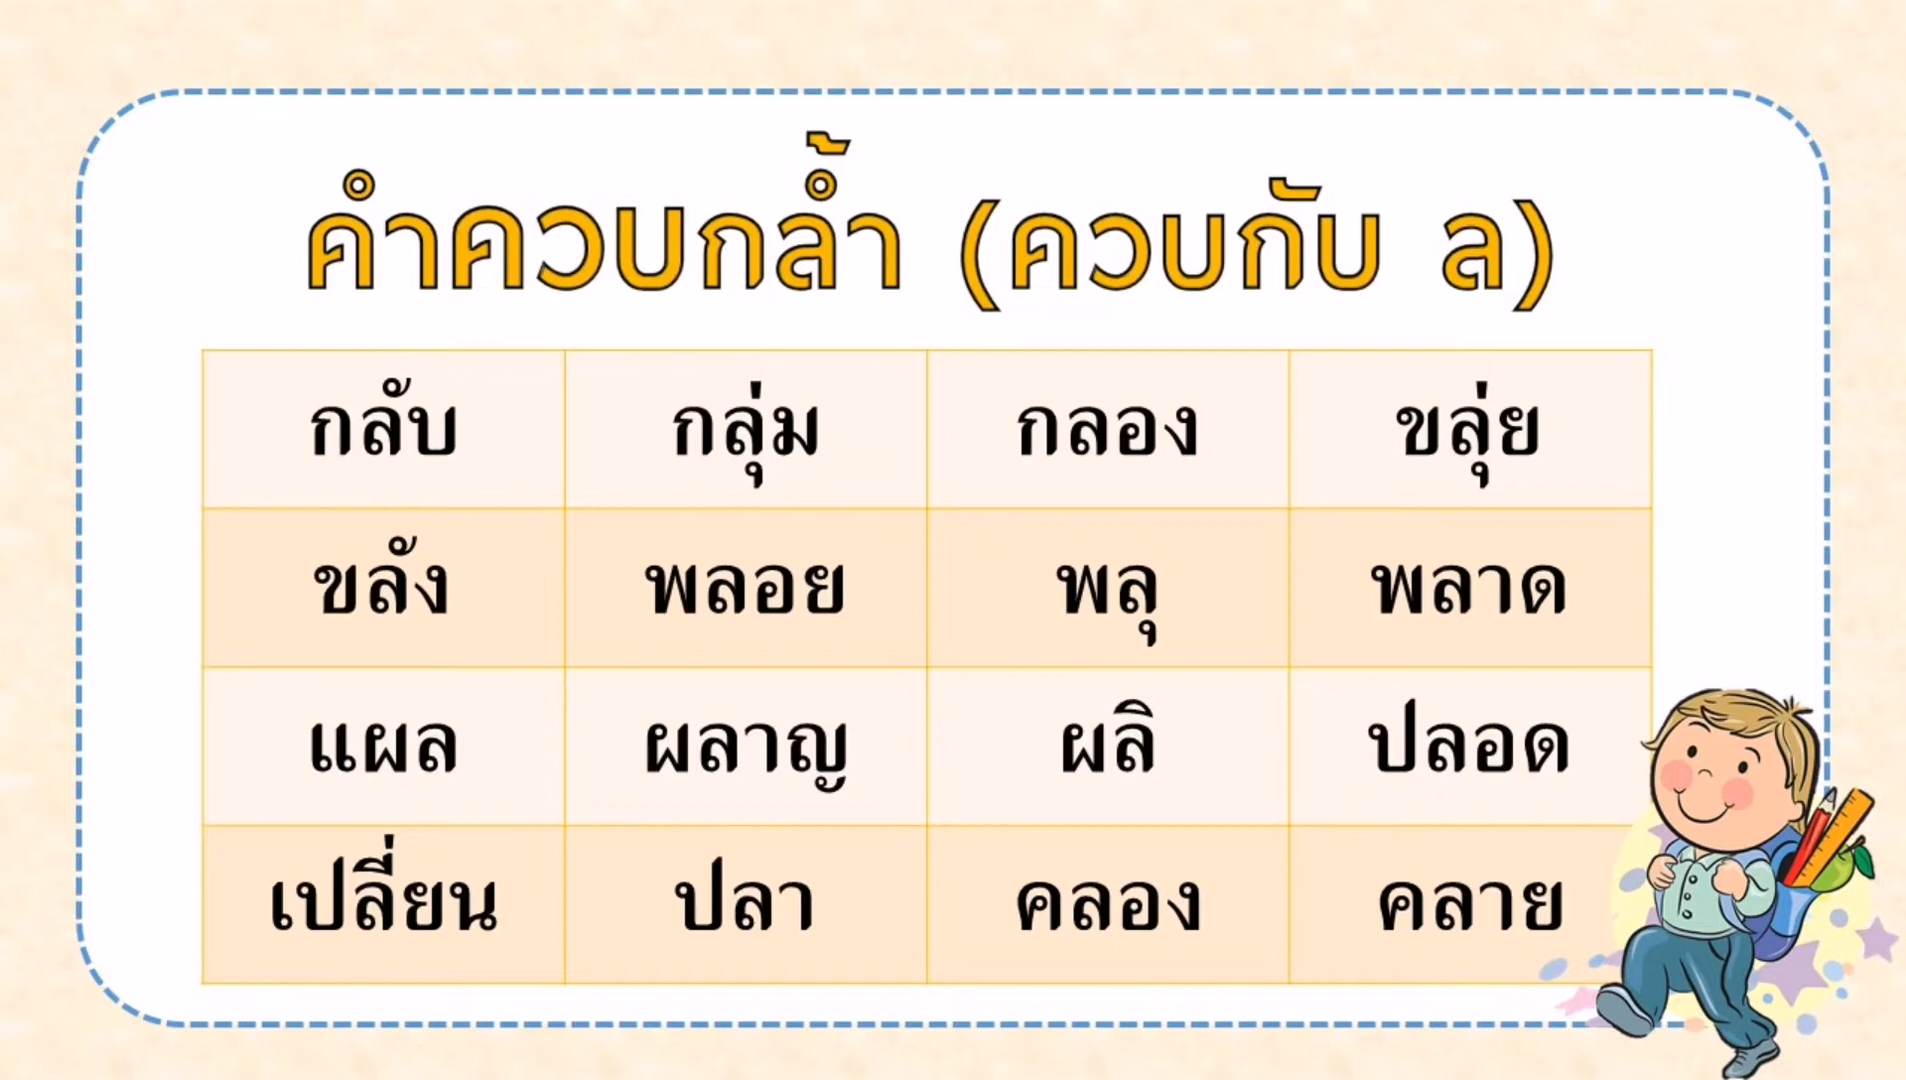 คำควบกล้ำ (ควบกับ ล)
กลับ กลุ่ม กลอง ขลุ่ย
ขลัง พลอย พลุ พลาด
แผล ผลาญ ผลิ ปลอด
เปลี่ยน ปลา คลอง คลาย